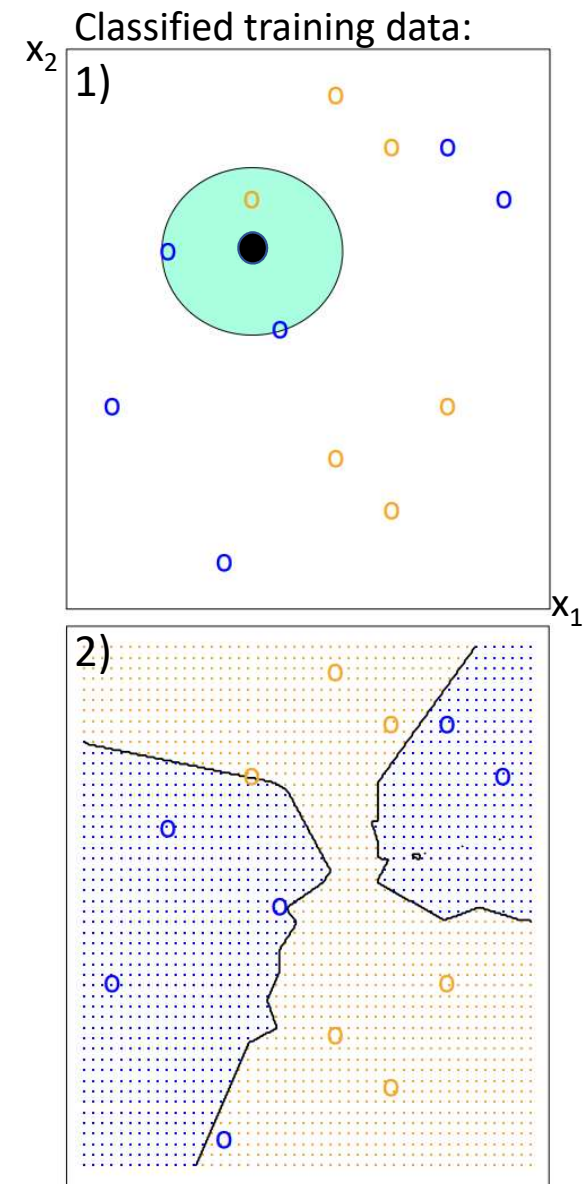 Classified training data:
x₂
1)
x₁
2)